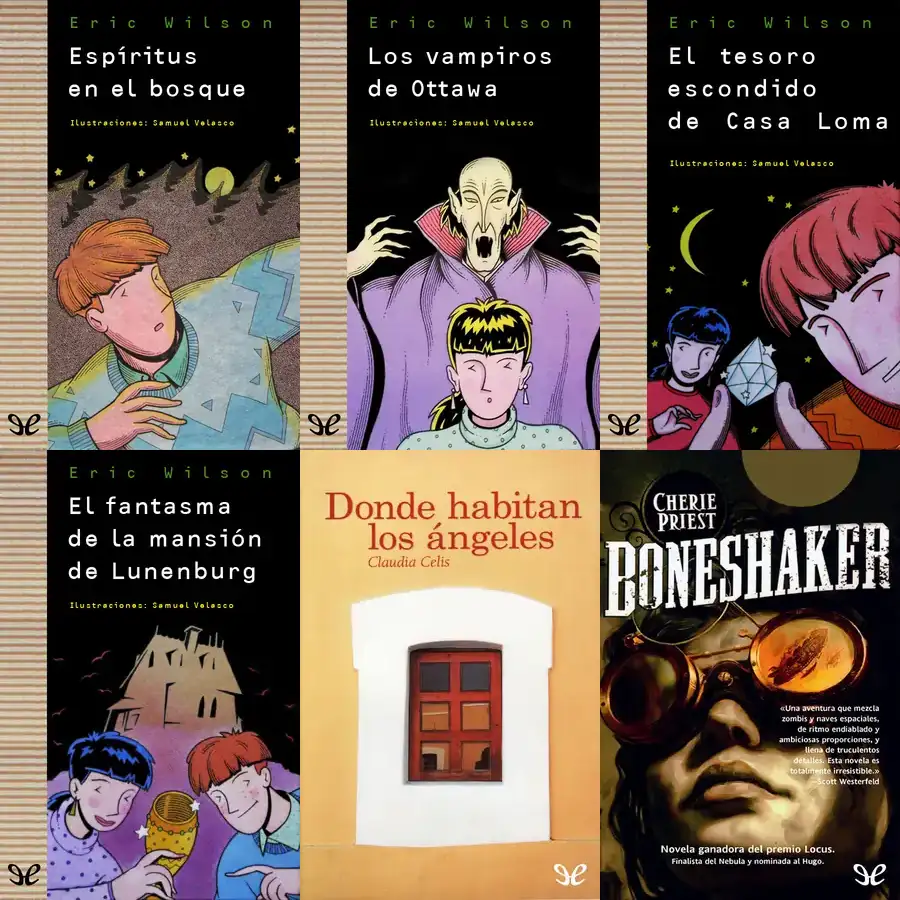 Eric Wilson
Espíritus
en el bosque
Ilustraciones: Samuel Velasco
Eric Wilson
Los vampiros
de Ottawa
Ilustraciones: Samuel Velasco
Eric Wilson
El tesoro
escondido
de Casa Loma
Ilustraciones: Samuel Velasco
Eric Wilson
El fantasma
de la mansión
de Lunenburg
Ilustraciones: Samuel Velasco
Donde habitan
los ángeles
Claudia Celis
CHERIE
PRIEST
BONESHAKER
«Una aventura que mezcla
zombis y naves espaciales,
de ritmo endiablado y
ambiciosas proporciones, y
llena de truculentos
detalles. Esta novela es
totalmente irresistible.»
—Scott Westerfeld
Novela ganadora del premio Locus.
Finalista del Nebula y nominada al Hugo.